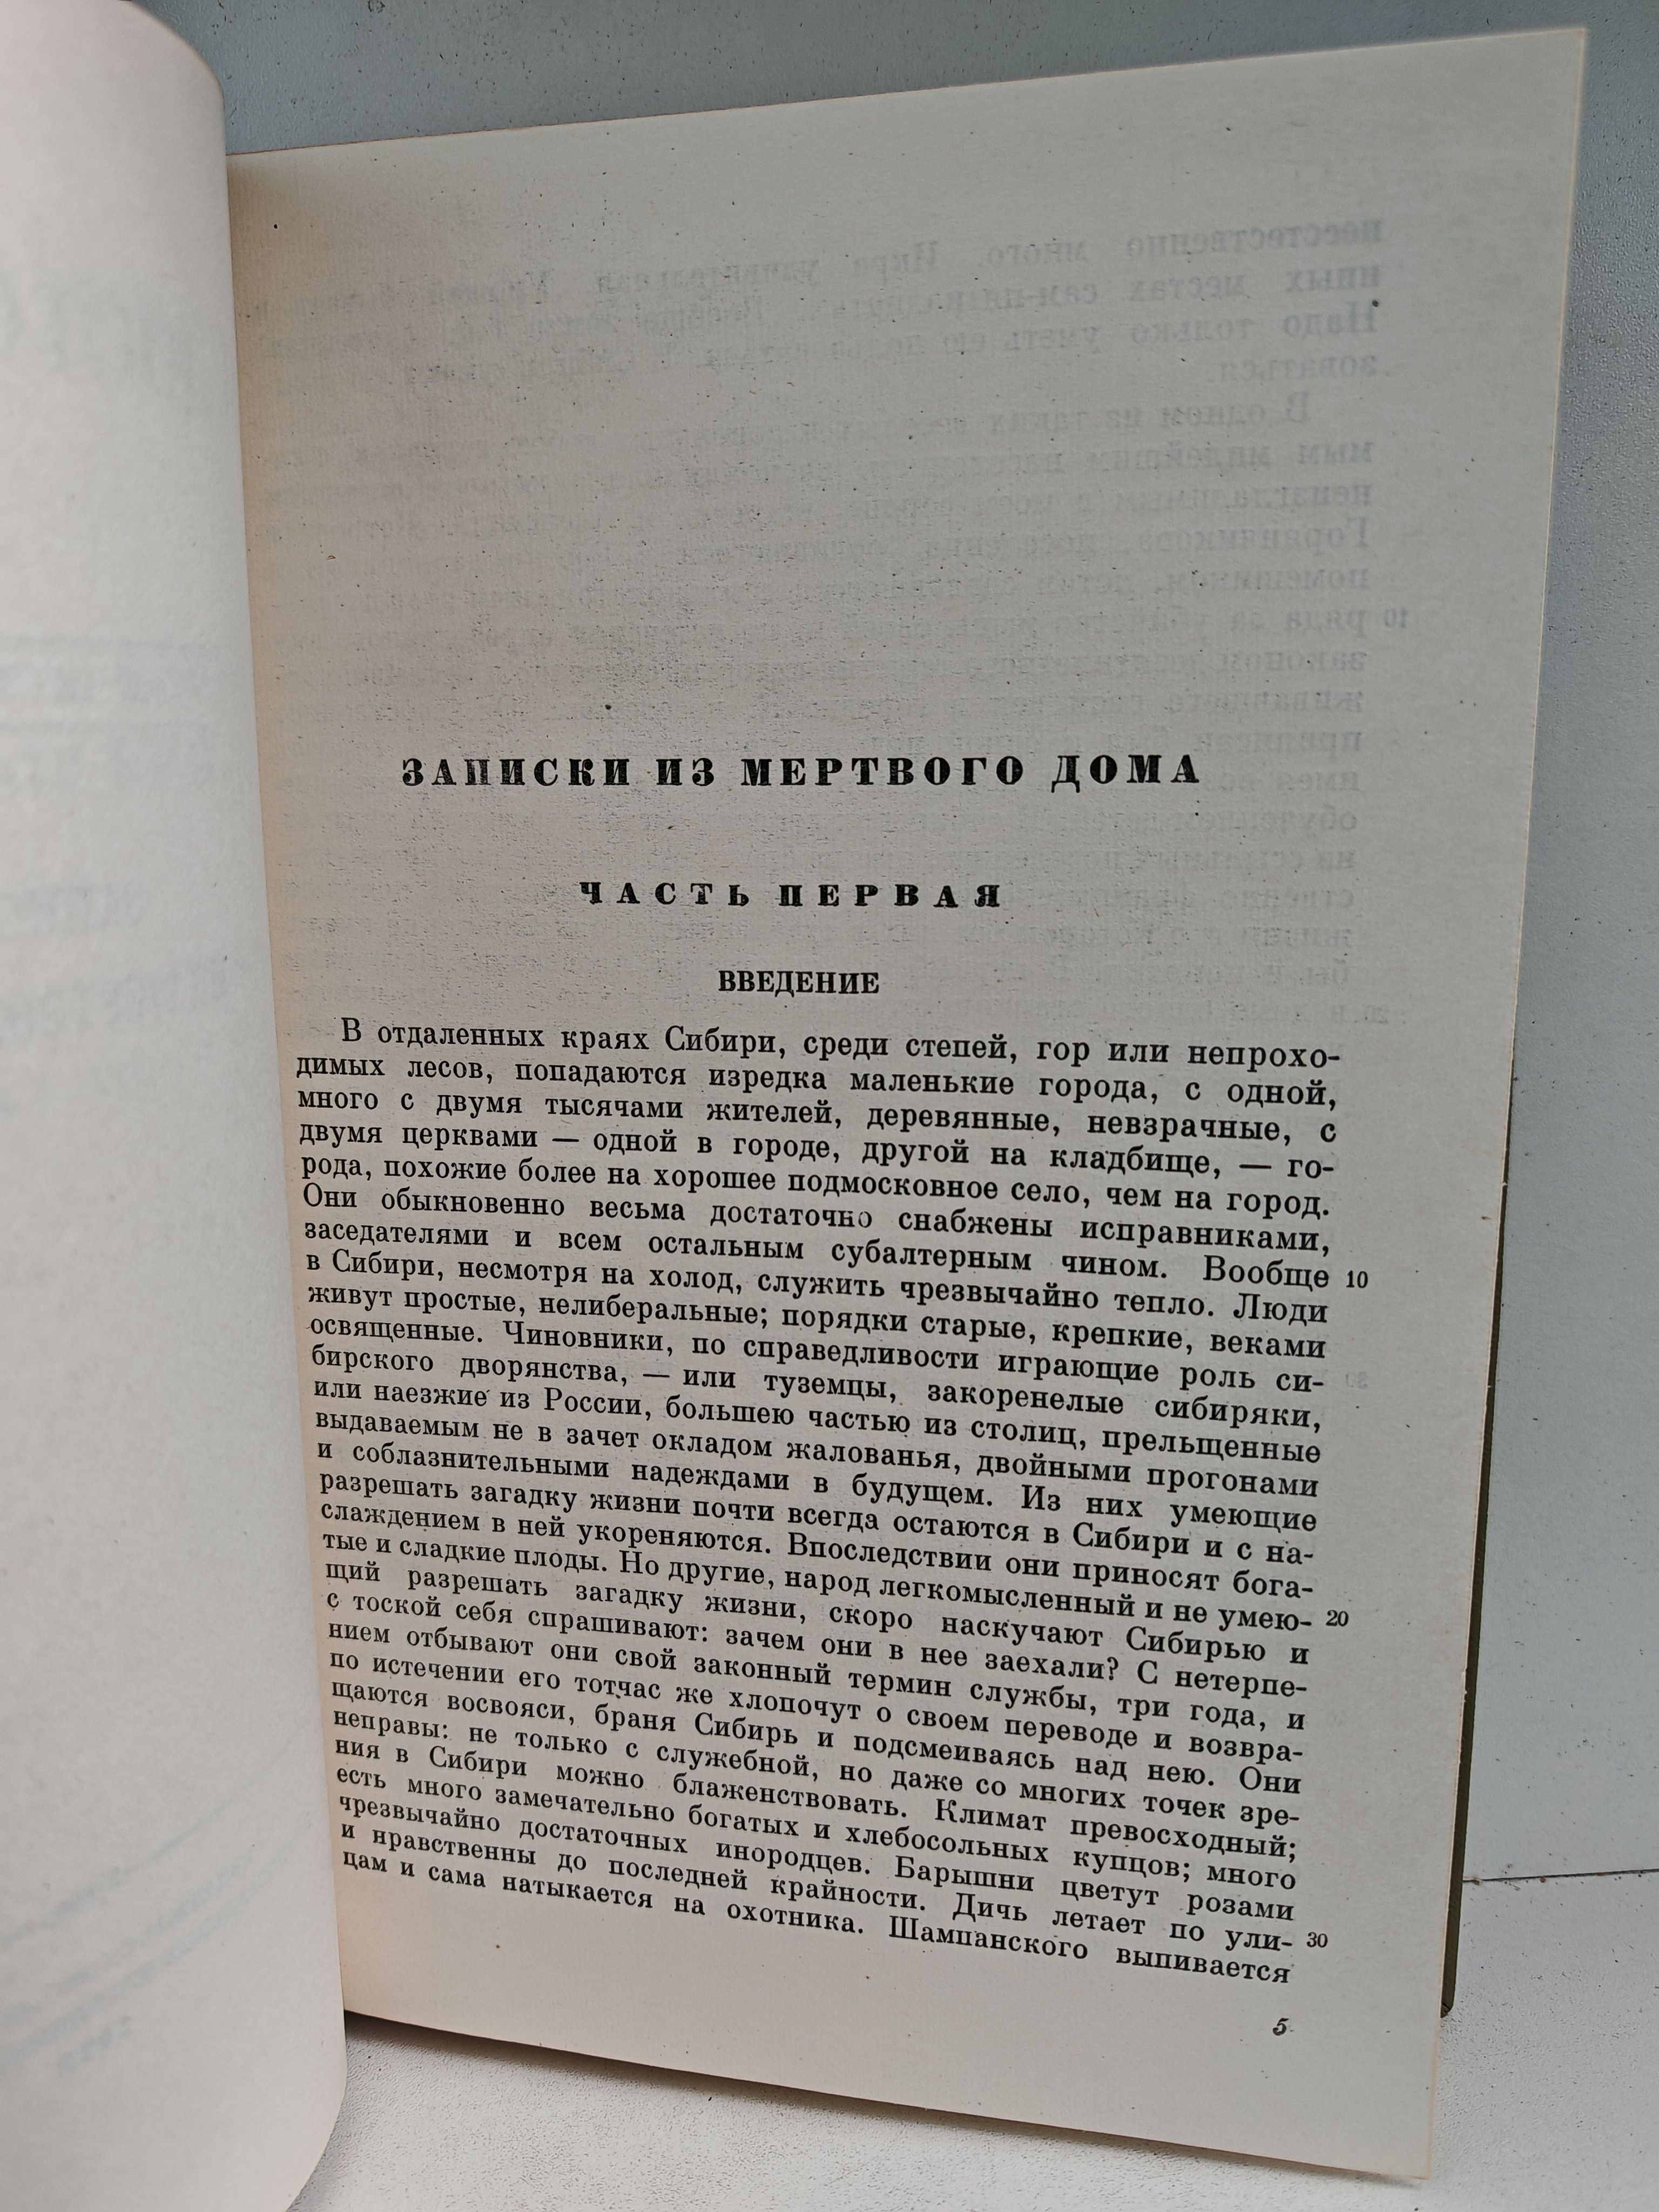 ЗАПИСКИ ИЗ МЕРТВОГО ДОМА
ЧАСТЬ ПЕРВАЯ
ВВЕДЕНИЕ
В отдаленных краях Сибири, среди степей, гор или непрохо-
димых лесов, попадаются изредка маленькие города, с одной,
много с двумя тысячами жителей, деревянные, невзрачные, с
двумя церквами — одной в городе, другой на кладбище, — го-
рода, похожие более на хорошее подмосковное село, чем на город.
Они обыкновенно весьма достаточно снабжены исправниками,
заседателями и всем остальным субалтерным чином. Вообще 10
в Сибири, несмотря на холод, служить чрезвычайно тепло. Люди
живут простые, нелиберальные; порядки старые, крепкие, веками
освященные. Чиновники, по справедливости играющие роль си-
бирского дворянства, — или туземцы, закоренелые сибиряки,
или наезжие из России, большею частью из столиц, прельщенные
выдаваемым не в зачет окладом жалованья, двойными прогонами
и соблазнительными надеждами в будущем. Из них умеющие
разрешать загадку жизни почти всегда остаются в Сибири и с на-
слаждением в ней укореняются. Впоследствии они приносят бога-
тые и сладкие плоды. Но другие, народ легкомысленный и не умею- 20
щий разрешать загадку жизни, скоро наскучают Сибирью и
с тоской себя спрашивают: зачем они в нее заехали? С нетерпе-
нием отбывают они свой законный термин службы, три года, и
по истечении его тотчас же хлопочут о своем переводе и возвра-
щаются восвояси, браня Сибирь и подсмеиваясь над нею. Они
неправы: не только с служебной, но даже со многих точек зре-
ния в Сибири можно блаженствовать. Климат превосходный;
есть много замечательно богатых и хлебосольных купцов; много
чрезвычайно достаточных инородцев. Барышни цветут розами
и нравственны до последней крайности. Дичь летает по ули- 30
цам и сама натыкается на охотника. Шампанского выпивается
5